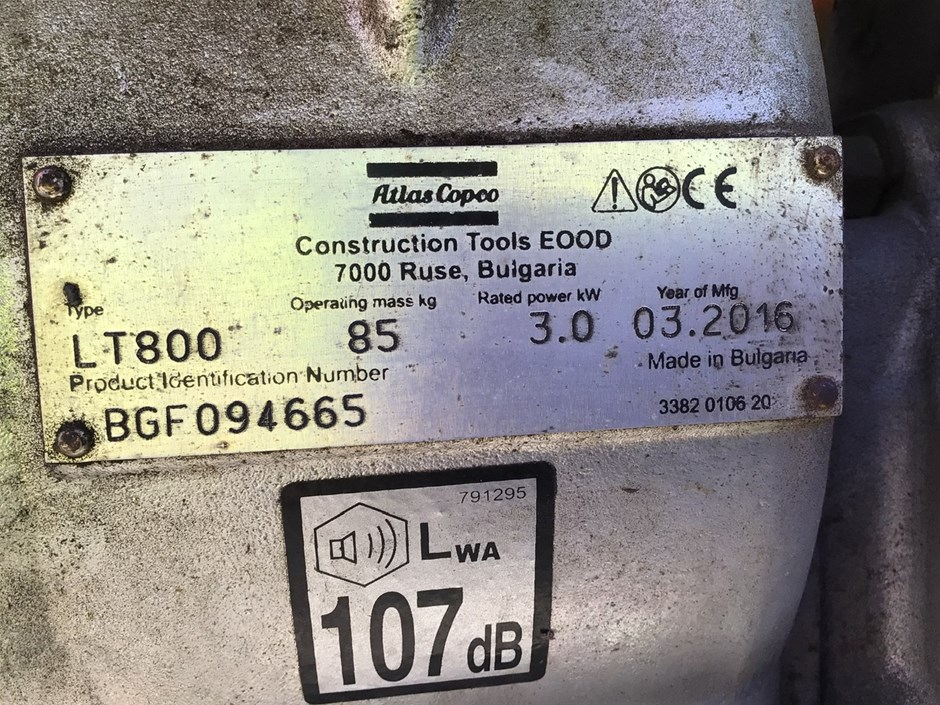 Atlas Copco
CE
Construction Tools EOOD
7000 Ruse, Bulgaria
Type Operating mass kg Rated power kW Year of Mfg
LT800 85 3.0 03.2016
Made in Bulgaria
Product Identification Number
BGF094665
3382 0106 20
791295
LWA
107 dB